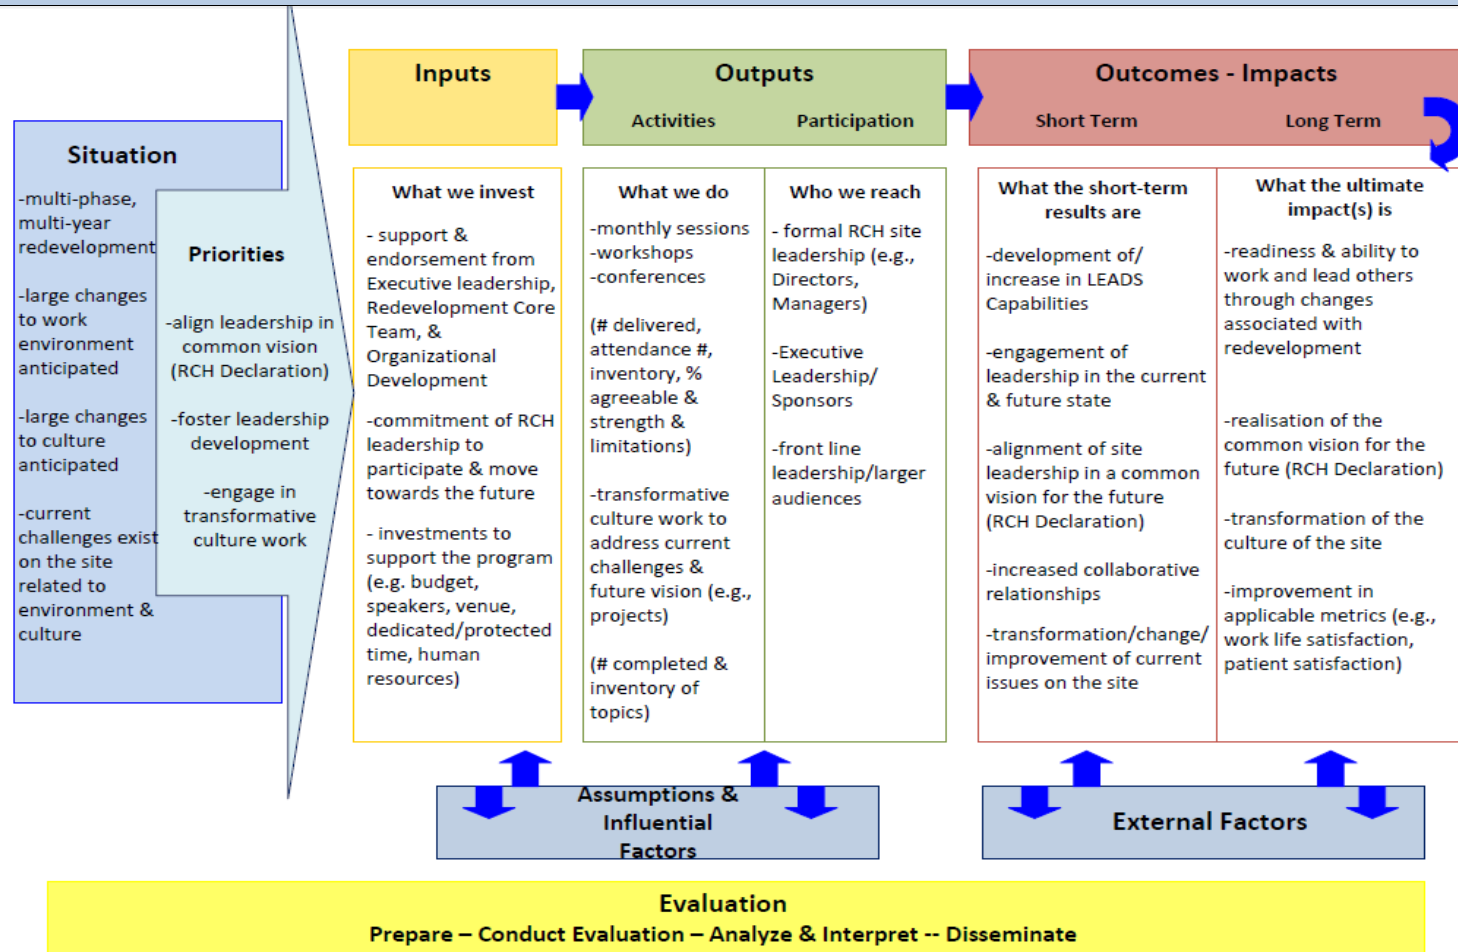 Situation
-multi-phase,
multi-year
redevelopment
-large changes
to work
environment
anticipated
-large changes
to culture
anticipated
-current
challenges exist
on the site
related to
environment &
culture
Priorities
-align leadership in
common vision
(RCH Declaration)
-foster leadership
development
-engage in
transformative
culture work
Inputs
What we invest
- support &
endorsement from
Executive leadership,
Redevelopment Core
Team, &
Organizational
Development
-commitment of RCH
leadership to
participate & move
towards the future
- investments to
support the program
(e.g. budget,
speakers, venue,
dedicated/protected
time, human
resources)
Outputs
Activities
Participation
What we do
-monthly sessions
-workshops
-conferences
(# delivered,
attendance #,
inventory, %
agreeable &
strength &
limitations)
-transformative
culture work to
address current
challenges &
future vision (e.g.,
projects)
(# completed &
inventory of
topics)
Who we reach
- formal RCH site
leadership (e.g.,
Directors,
Managers)
-Executive
Leadership/
Sponsors
-front line
leadership/larger
audiences
Outcomes - Impacts
Short Term
Long Term
What the short-term
results are
-development of/
increase in LEADS
Capabilities
-engagement of
leadership in the current
& future state
-alignment of site
leadership in a common
vision for the future
(RCH Declaration)
-increased collaborative
relationships
-transformation/change/
improvement of current
issues on the site
What the ultimate
impact(s) is
-readiness & ability to
work and lead others
through changes
associated with
redevelopment
-realisation of the
common vision for the
future (RCH Declaration)
-transformation of the
culture of the site
-improvement in
applicable metrics (e.g.,
work life satisfaction,
patient satisfaction)
Assumptions &
Influential
Factors
External Factors
Evaluation
Prepare – Conduct Evaluation – Analyze & Interpret -- Disseminate